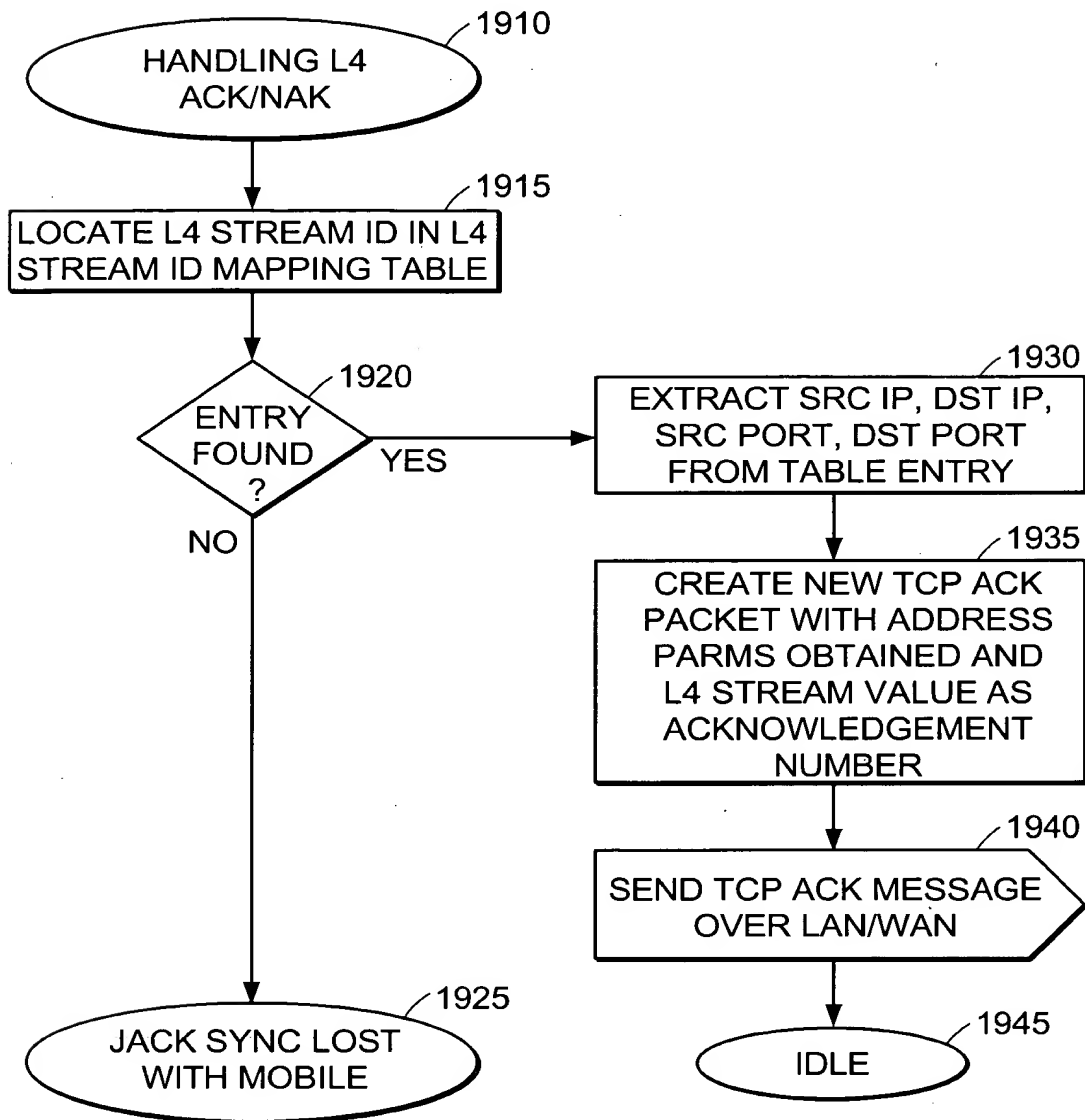 1910
HANDLING L4
ACK/NAK
1915
LOCATE L4 STREAM ID IN L4
STREAM ID MAPPING TABLE
1920
ENTRY
FOUND
?
YES
NO
1930
EXTRACT SRC IP, DST IP,
SRC PORT, DST PORT
FROM TABLE ENTRY
1935
CREATE NEW TCP ACK
PACKET WITH ADDRESS
PARMS OBTAINED AND
L4 STREAM VALUE AS
ACKNOWLEDGEMENT
NUMBER
1940
SEND TCP ACK MESSAGE
OVER LAN/WAN
1925
JACK SYNC LOST
WITH MOBILE
1945
IDLE